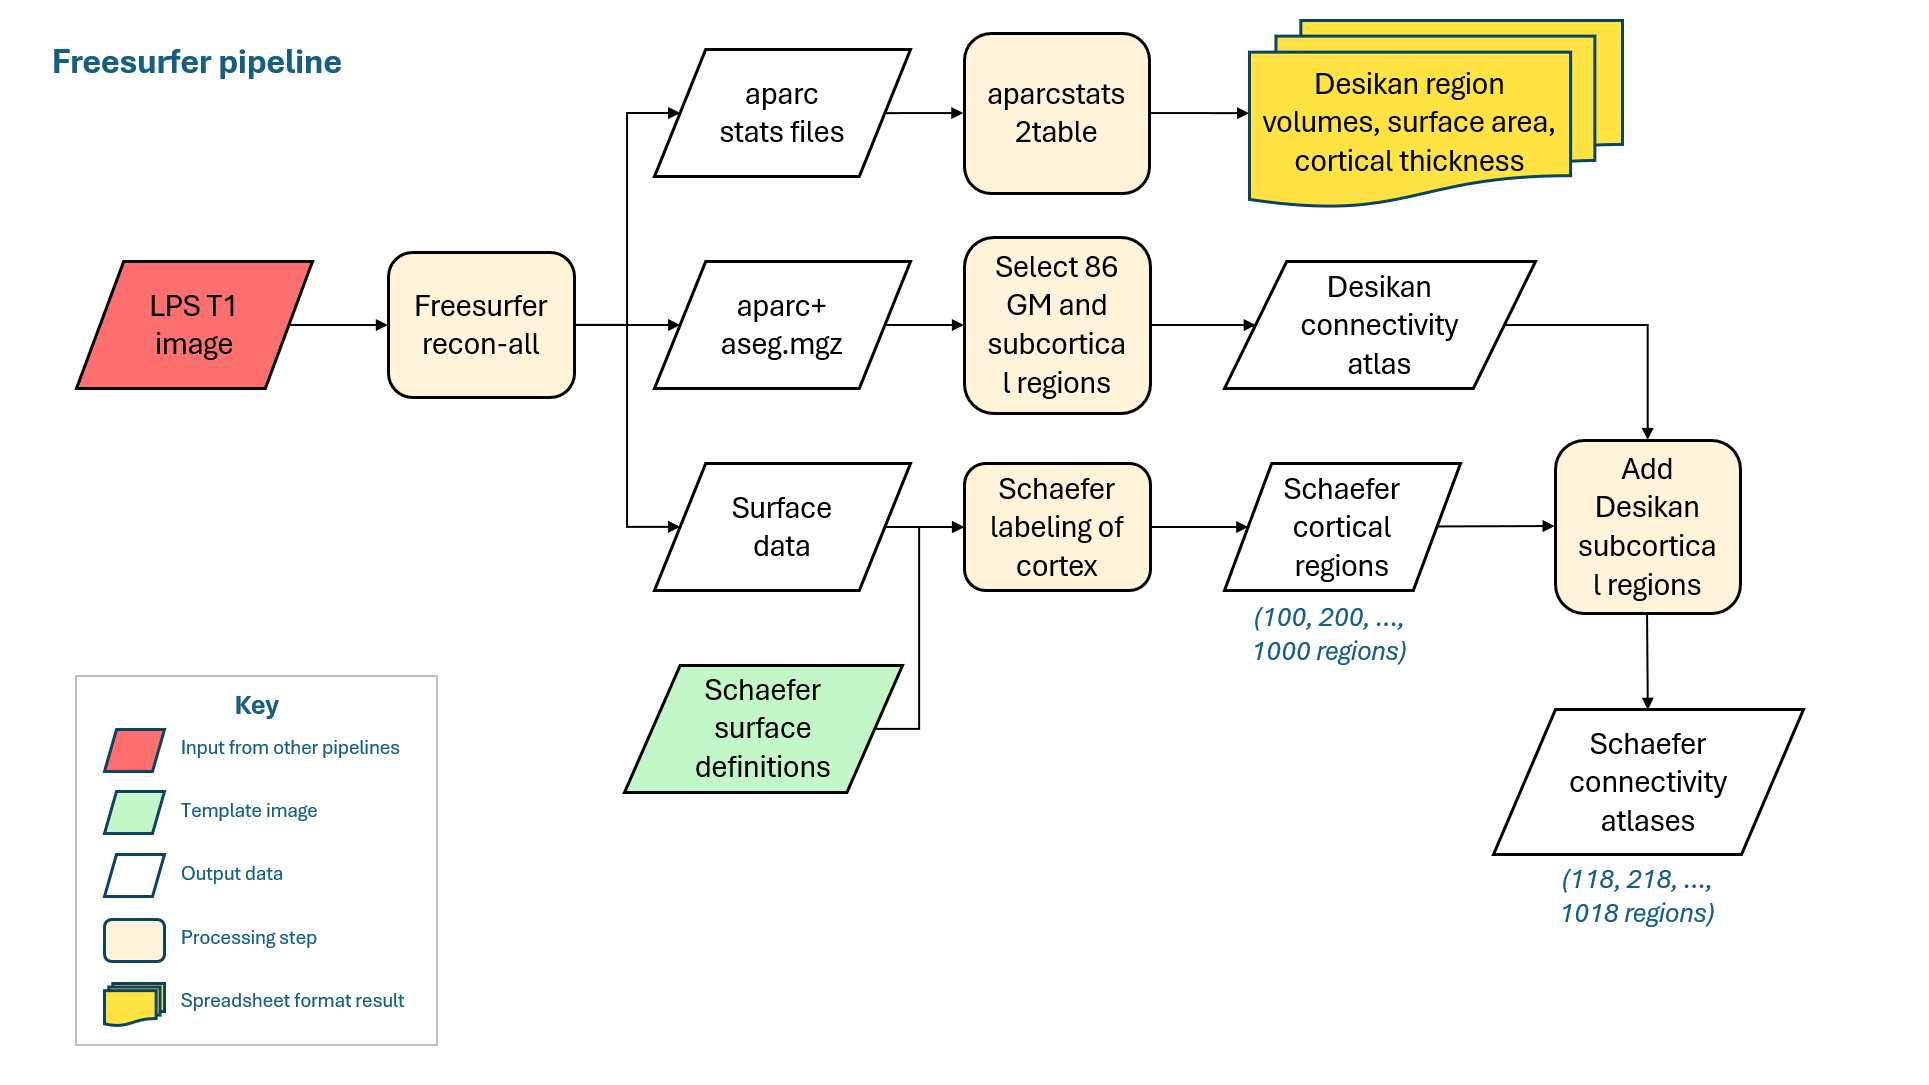 Freesurfer pipeline
aparc
stats files
aparcstats
2table
Desikan region
volumes, surface area,
cortical thickness
LPS T1
image
Freesurfer
recon-all
aparc+
aseg.mgz
Select 86
GM and
subcortica
l regions
Desikan
connectivity
atlas
Surface
data
Schaefer
labeling of
cortex
Schaefer
cortical
regions
(100, 200, ...,
1000 regions)
Add
Desikan
subcortica
l regions
Schaefer
surface
definitions
Schaefer
connectivity
atlases
(118, 218, ...,
1018 regions)
Key
Input from other pipelines
Template image
Output data
Processing step
Spreadsheet format result